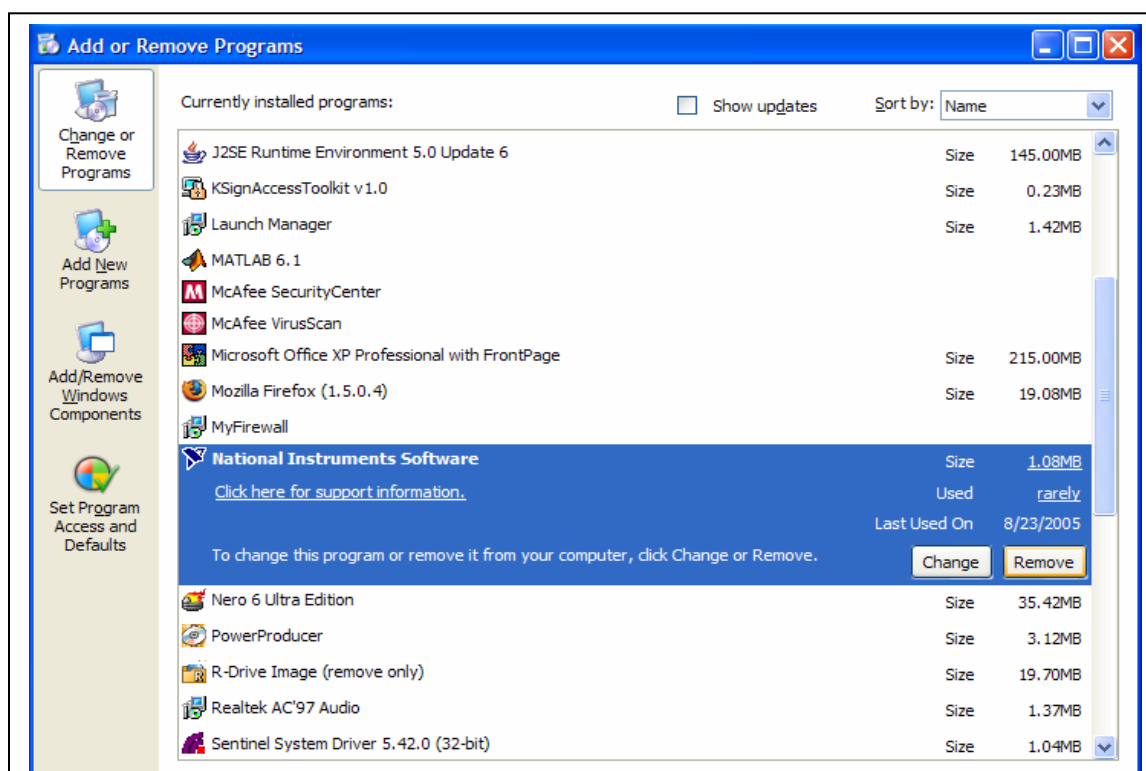 Add or Remove Programs
Change or
Remove
Programs
Add New
Programs
Add/Remove
Windows
Components
Set Program
Access and
Defaults
Currently installed programs:
Show updates
Sort by: Name
J2SE Runtime Environment 5.0 Update 6 Size 145.00MB
KSignAccessToolkit v1.0 Size 0.23MB
Launch Manager Size 1.42MB
MATLAB 6.1
McAfee SecurityCenter
McAfee VirusScan
Microsoft Office XP Professional with FrontPage Size 215.00MB
Mozilla Firefox (1.5.0.4) Size 19.08MB
MyFirewall
National Instruments Software Size 1.08MB
Click here for support information. Used rarely
Last Used On 8/23/2005
To change this program or remove it from your computer, click Change or Remove. Change Remove
Nero 6 Ultra Edition Size 35.42MB
PowerProducer Size 3.12MB
R-Drive Image (remove only) Size 19.70MB
Realtek AC'97 Audio Size 1.37MB
Sentinel System Driver 5.42.0 (32-bit) Size 1.04MB